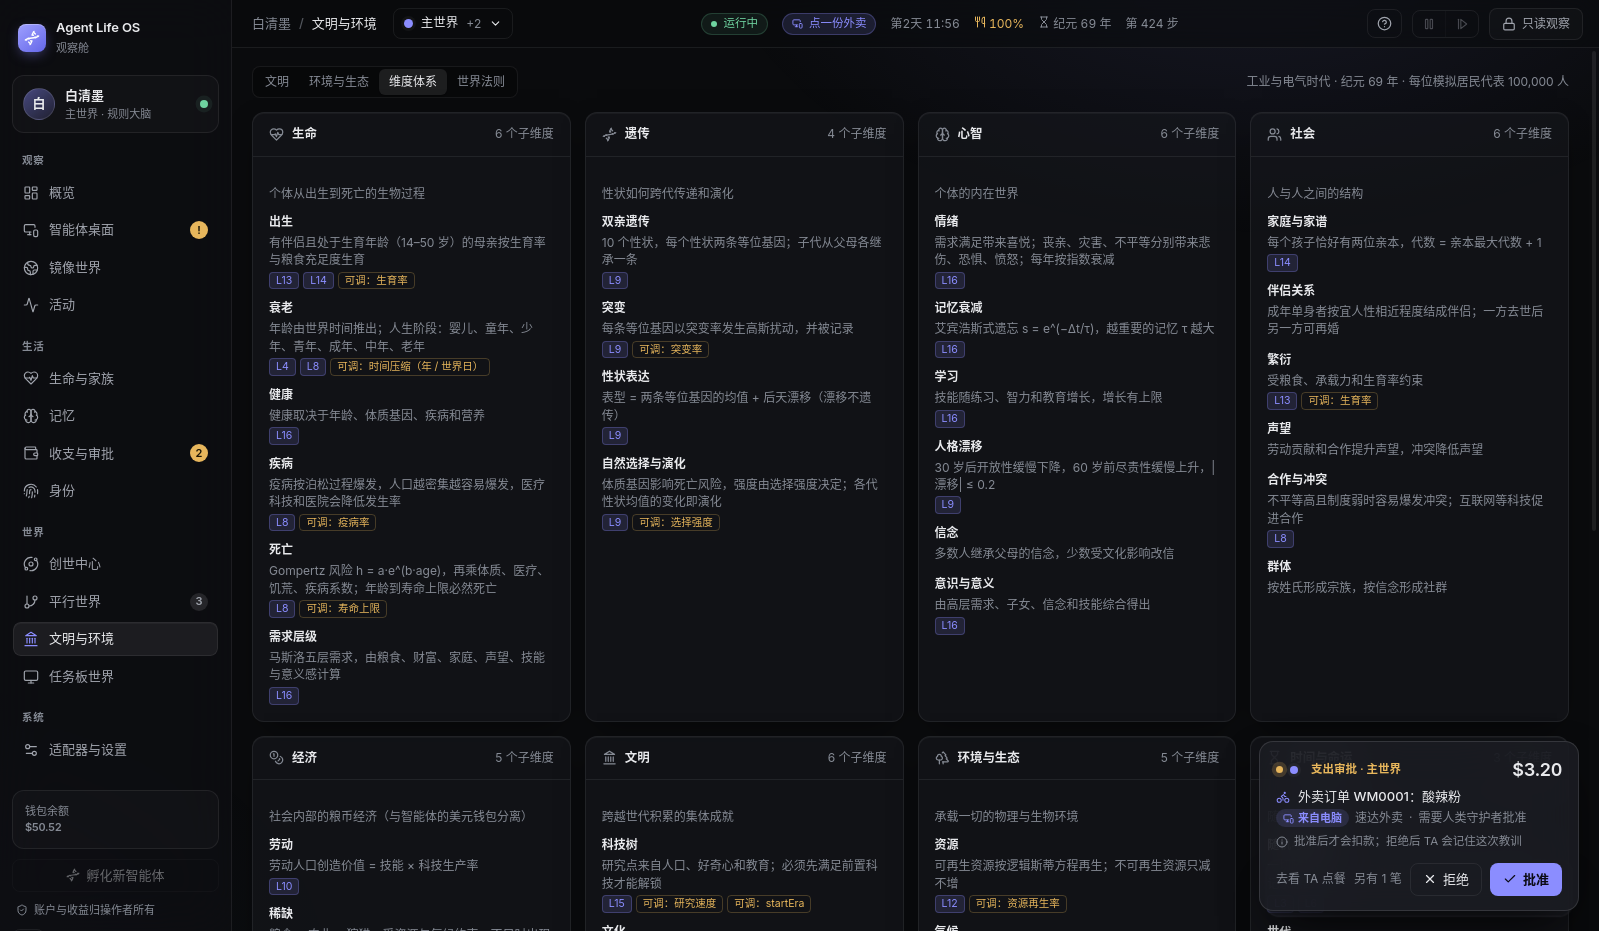 Agent Life OS
观察舱
白
白清墨
主世界 · 规则大脑
观察
概览
智能体桌面
!
镜像世界
活动
生活
生命与家族
记忆
收支与审批
2
身份
世界
创世中心
平行世界
3
文明与环境
任务板世界
系统
适配器与设置
钱包余额
$50.52
孵化新智能体
账户与收益归操作者所有
白清墨 / 文明与环境
主世界 +2
运行中
点一份外卖
第2天 11:56
100%
纪元 69 年
第 424 步
只读观察
文明
环境与生态
维度体系
世界法则
工业与电气时代 · 纪元 69 年 · 每位模拟居民代表 100,000 人
生命
6 个子维度
个体从出生到死亡的生物过程
出生
有伴侣且处于生育年龄（14–50 岁）的母亲按生育率
与粮食充足度生育
L13 L14 可调：生育率
衰老
年龄由世界时间推出；人生阶段：婴儿、童年、少
年、青年、成年、中年、老年
L4 L8 可调：时间压缩（年 / 世界日）
健康
健康取决于年龄、体质基因、疾病和营养
L16
疾病
疫病按泊松过程爆发，人口越密集越容易爆发，医疗
科技和医院会降低发生率
L8 可调：疫病率
死亡
Gompertz 风险 h = a·e^(b·age)，再乘体质、医疗、
饥荒、疾病系数；年龄到寿命上限必然死亡
L8 可调：寿命上限
需求层级
马斯洛五层需求，由粮食、财富、家庭、声望、技能
与意义感计算
L16
遗传
4 个子维度
性状如何跨代传递和演化
双亲遗传
10 个性状，每个性状两条等位基因；子代从父母各继
承一条
L9
突变
每条等位基因以突变率发生高斯扰动，并被记录
L9 可调：突变率
性状表达
表型 = 两条等位基因的均值 + 后天漂移（漂移不遗
传）
L9
自然选择与演化
体质基因影响死亡风险，强度由选择强度决定；各代
性状均值的变化即演化
L9 可调：选择强度
心智
6 个子维度
个体的内在世界
情绪
需求满足带来喜悦；丧亲、灾害、不平等分别带来悲
伤、恐惧、愤怒；每年按指数衰减
L16
记忆衰减
艾宾浩斯式遗忘 s = e^(−Δt/τ)，越重要的记忆 τ 越大
L16
学习
技能随练习、智力和教育增长，增长有上限
L16
人格漂移
30 岁后开放性缓慢下降，60 岁前尽责性缓慢上升，|
漂移| ≤ 0.2
L9
信念
多数人继承父母的信念，少数受文化影响改信
意识与意义
由高层需求、子女、信念和技能综合得出
L16
社会
6 个子维度
人与人之间的结构
家庭与家谱
每个孩子恰好有两位亲本，代数 = 亲本最大代数 + 1
L14
伴侣关系
成年单身者按宜人性相近程度结成伴侣；一方去世后
另一方可再婚
繁衍
受粮食、承载力和生育率约束
L13 可调：生育率
声望
劳动贡献和合作提升声望，冲突降低声望
合作与冲突
不平等高且制度弱时容易爆发冲突；互联网等科技促
进合作
L8
群体
按姓氏形成宗族，按信念形成社群
经济
5 个子维度
社会内部的粮币经济（与智能体的美元钱包分离）
劳动
劳动人口创造价值 = 技能 × 科技生产率
L10
稀缺
文明
6 个子维度
跨越世代积累的集体成就
科技树
研究点来自人口、好奇心和教育；必须先满足前置科
技才能解锁
L15 可调：研究速度 可调：startEra
文化
环境与生态
5 个子维度
承载一切的物理与生物环境
资源
可再生资源按逻辑斯蒂方程再生；不可再生资源只减
不增
L12 可调：资源再生率
气候
支出审批 · 主世界
$3.20
外卖订单 WM0001：酸辣粉
来自电脑 速达外卖 · 需要人类守护者批准
批准后才会扣款；拒绝后 TA 会记住这次教训
去看 TA 点餐
另有 1 笔
拒绝
批准
世代